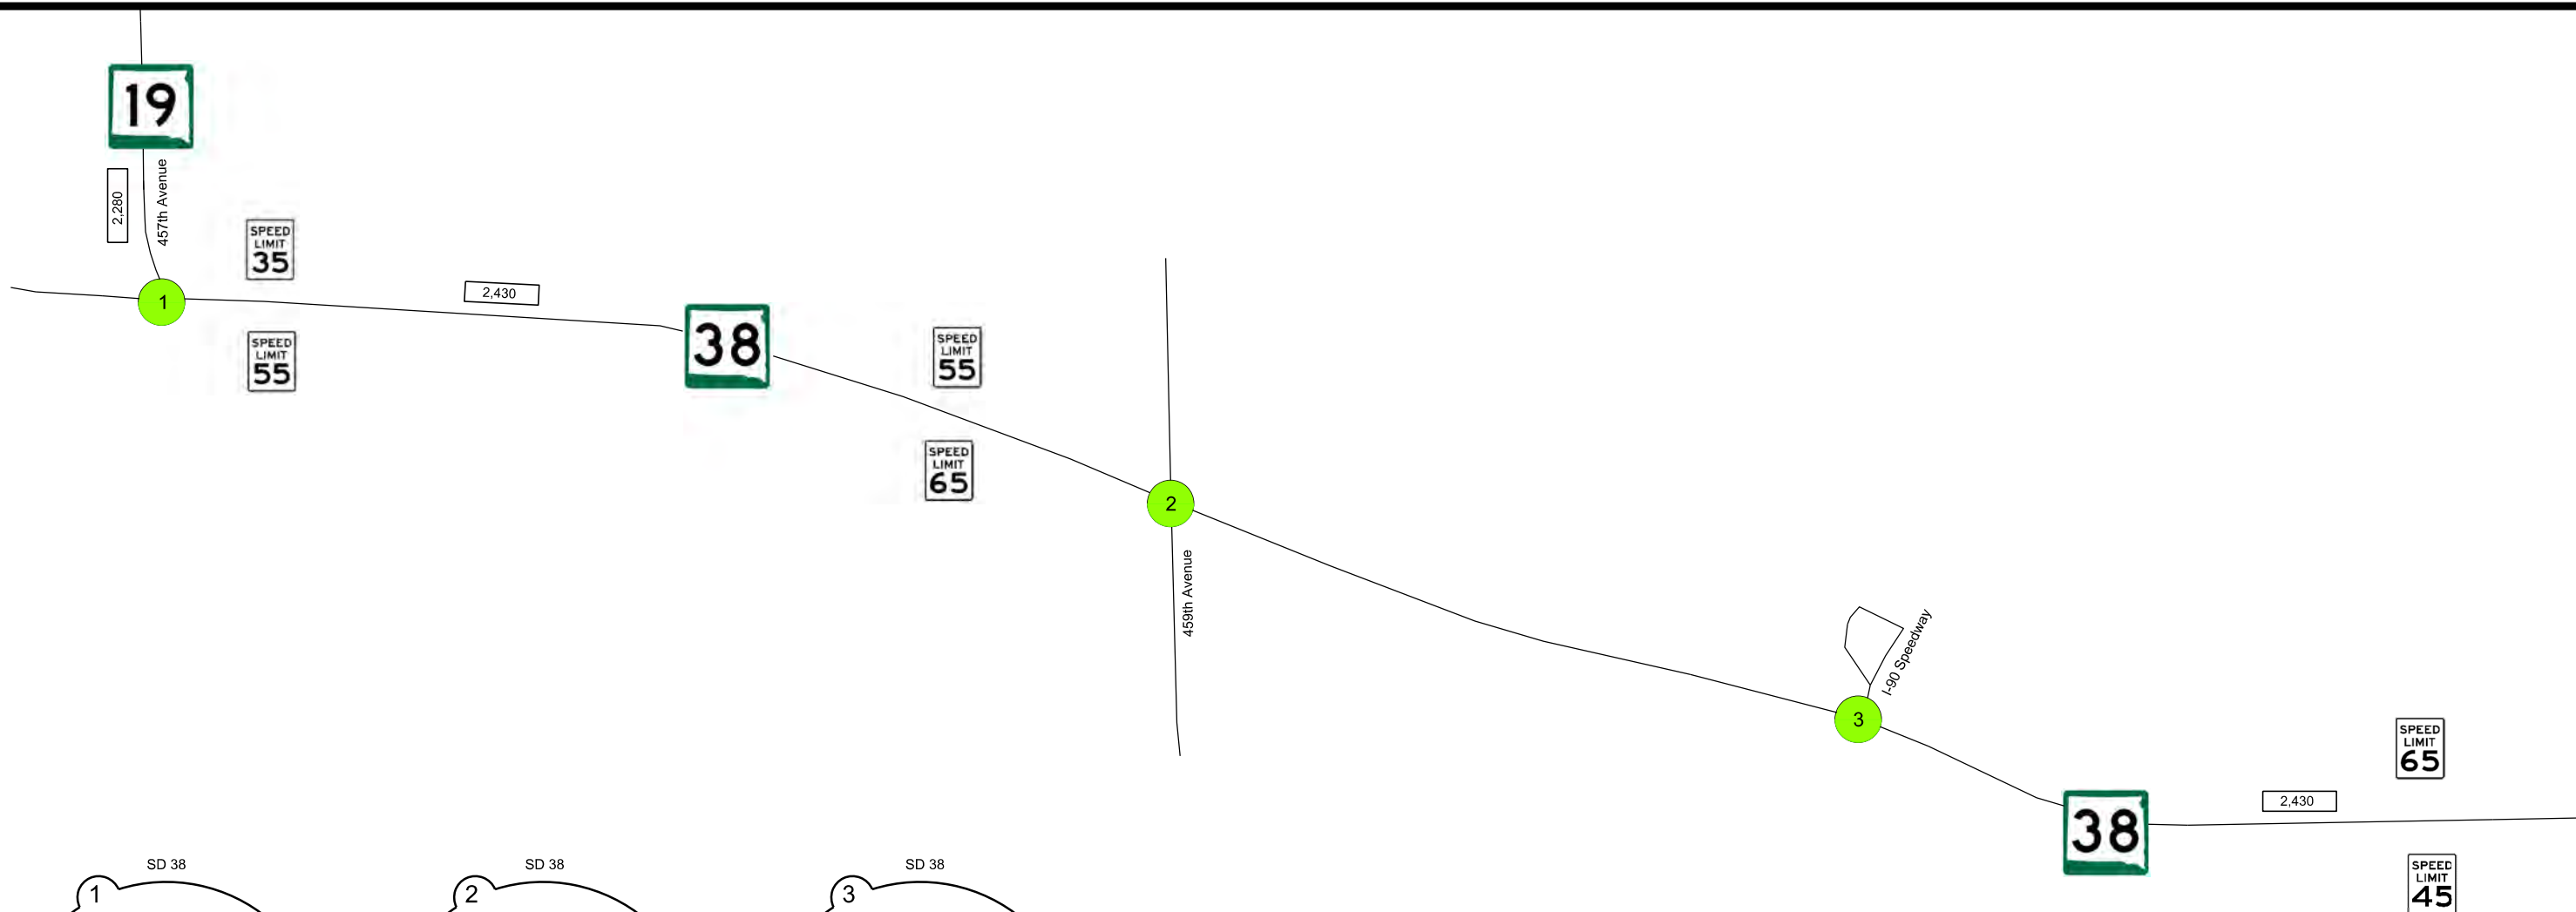 19
2,280
457th Avenue
SPEED
LIMIT
35
1
2,430
SPEED
LIMIT
55
38
SPEED
LIMIT
55
SPEED
LIMIT
65
2
459th Avenue
I-90 Speedway
3
SPEED
LIMIT
65
2,430
38
SPEED
LIMIT
45
SD 38
1
SD 38
2
SD 38
3